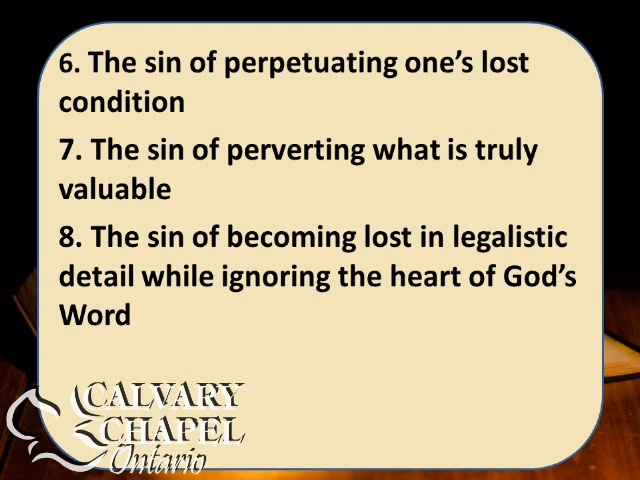 6. The sin of perpetuating one’s lost
condition
7. The sin of perverting what is truly
valuable
8. The sin of becoming lost in legalistic
detail while ignoring the heart of God’s
Word
CALVARY
CHAPEL
Ontario